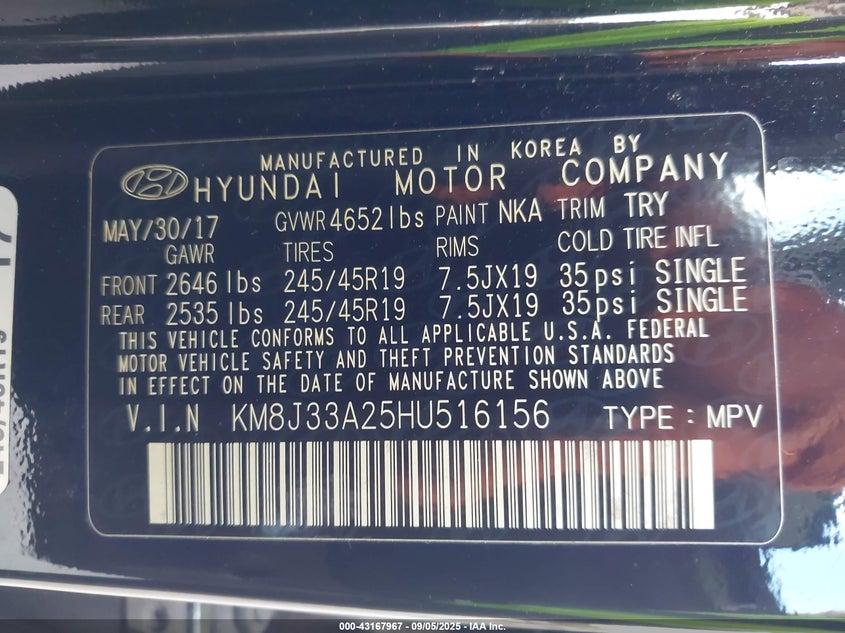 MANUFACTURED IN KOREA BY
HYUNDAI MOTOR COMPANY
MAY/30/17 GVWR 4652 lbs PAINT NKA TRIM TRY
GAWR TIRES RIMS COLD TIRE INFL
FRONT 2646 lbs 245/45R19 7.5JX19 35psi SINGLE
REAR 2535 lbs 245/45R19 7.5JX19 35psi SINGLE
THIS VEHICLE CONFORMS TO ALL APPLICABLE U.S.A. FEDERAL
MOTOR VEHICLE SAFETY AND THEFT PREVENTION STANDARDS
IN EFFECT ON THE DATE OF MANUFACTURE SHOWN ABOVE
V.I.N KM8J33A25HU516156 TYPE : MPV
000-43167967 - 09/05/2025 - IAA Inc.